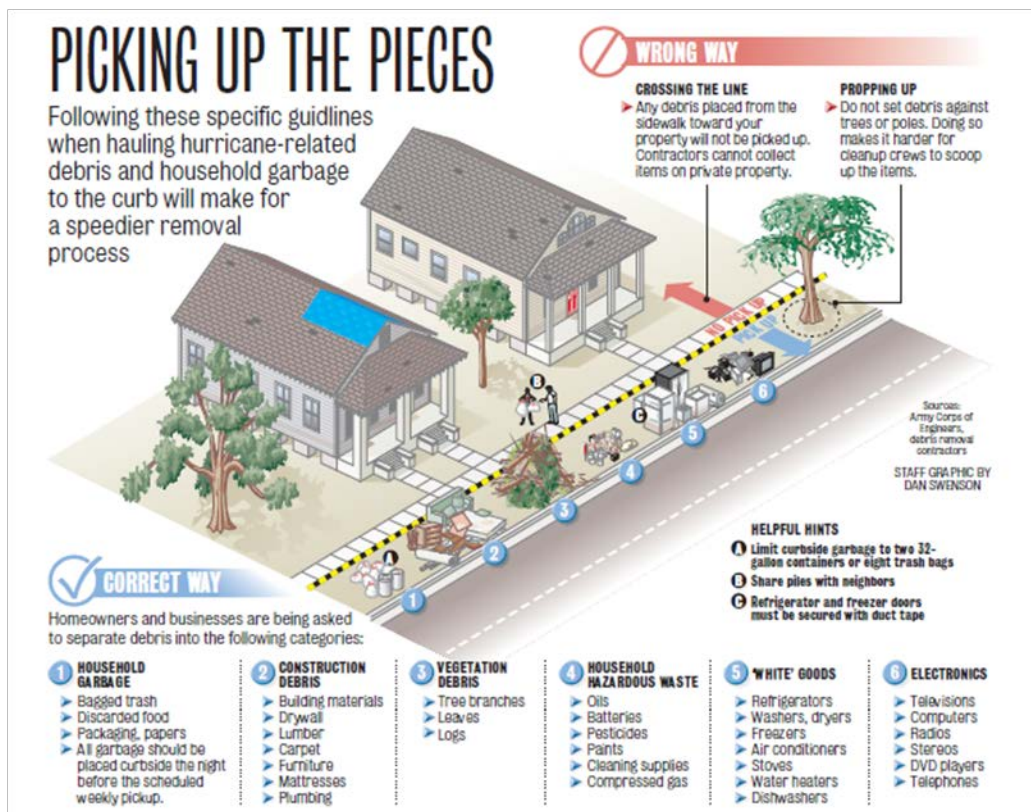 PICKING UP THE PIECES
Following these specific guidlines
when hauling hurricane-related
debris and household garbage
to the curb will make for
a speedier removal
process
WRONG WAY
CROSSING THE LINE
Any debris placed from the
sidewalk toward your
property will not be picked up.
Contractors cannot collect
items on private property.
PROPPING UP
Do not set debris against
trees or poles. Doing so
makes it harder for
cleanup crews to scoop
up the items.
NO PICK UP
PICK UP
A
B
C
1
2
3
4
5
6
Sources:
Army Corps of
Engineers,
debris removal
contractors
STAFF GRAPHIC BY
DAN SWENSON
HELPFUL HINTS
A Limit curbside garbage to two 32-
gallon containers or eight trash bags
B Share piles with neighbors
C Refrigerator and freezer doors
must be secured with duct tape
CORRECT WAY
Homeowners and businesses are being asked
to separate debris into the following categories:
1 HOUSEHOLD
GARBAGE
Bagged trash
Discarded food
Packaging, papers
All garbage should be
placed curbside the night
before the scheduled
weekly pickup.
2 CONSTRUCTION
DEBRIS
Building materials
Drywall
Lumber
Carpet
Furniture
Mattresses
Plumbing
3 VEGETATION
DEBRIS
Tree branches
Leaves
Logs
4 HOUSEHOLD
HAZARDOUS WASTE
Oils
Batteries
Pesticides
Paints
Cleaning supplies
Compressed gas
5 'WHITE' GOODS
Refrigerators
Washers, dryers
Freezers
Air conditioners
Stoves
Water heaters
Dishwashers
6 ELECTRONICS
Televisions
Computers
Radios
Stereos
DVD players
Telephones